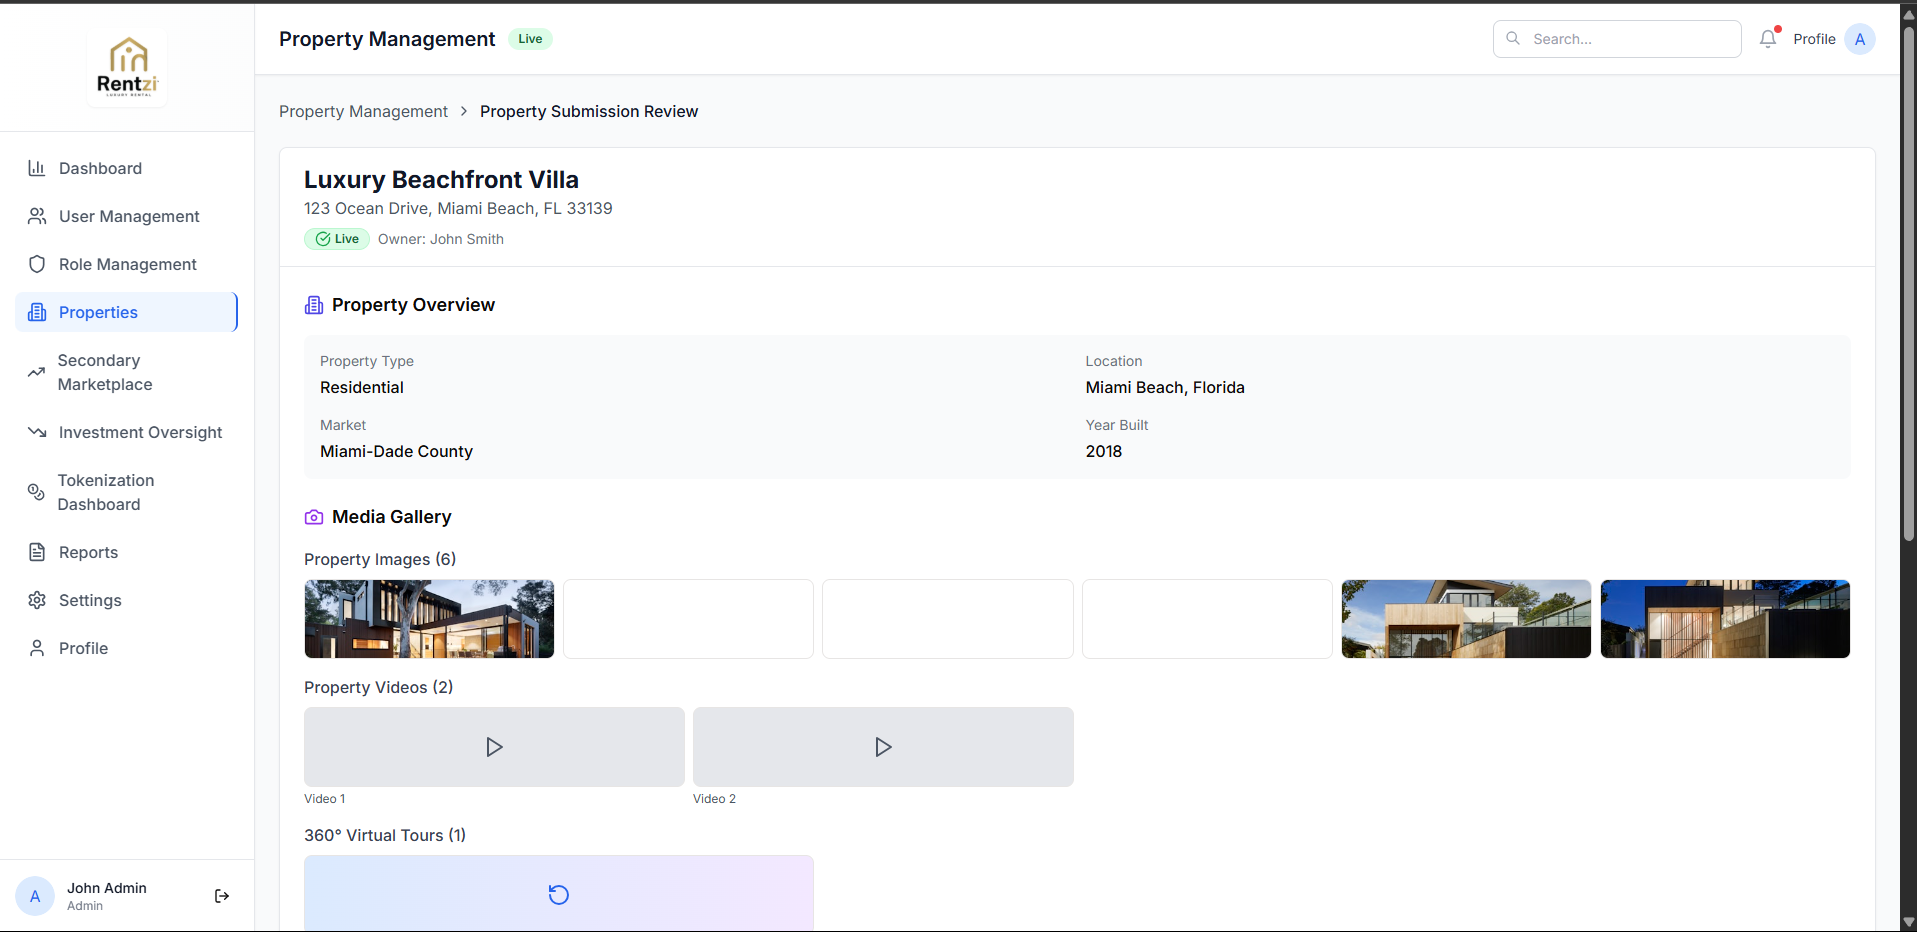 Rentzi
LUXURY RENTAL
Property Management
Live
Search...
Profile
A
Dashboard
User Management
Role Management
Properties
Secondary
Marketplace
Investment Oversight
Tokenization
Dashboard
Reports
Settings
Profile
A
John Admin
Admin
Property Management > Property Submission Review
Luxury Beachfront Villa
123 Ocean Drive, Miami Beach, FL 33139
Live
Owner: John Smith
Property Overview
Property Type
Residential
Location
Miami Beach, Florida
Market
Miami-Dade County
Year Built
2018
Media Gallery
Property Images (6)
Property Videos (2)
Video 1
Video 2
360° Virtual Tours (1)